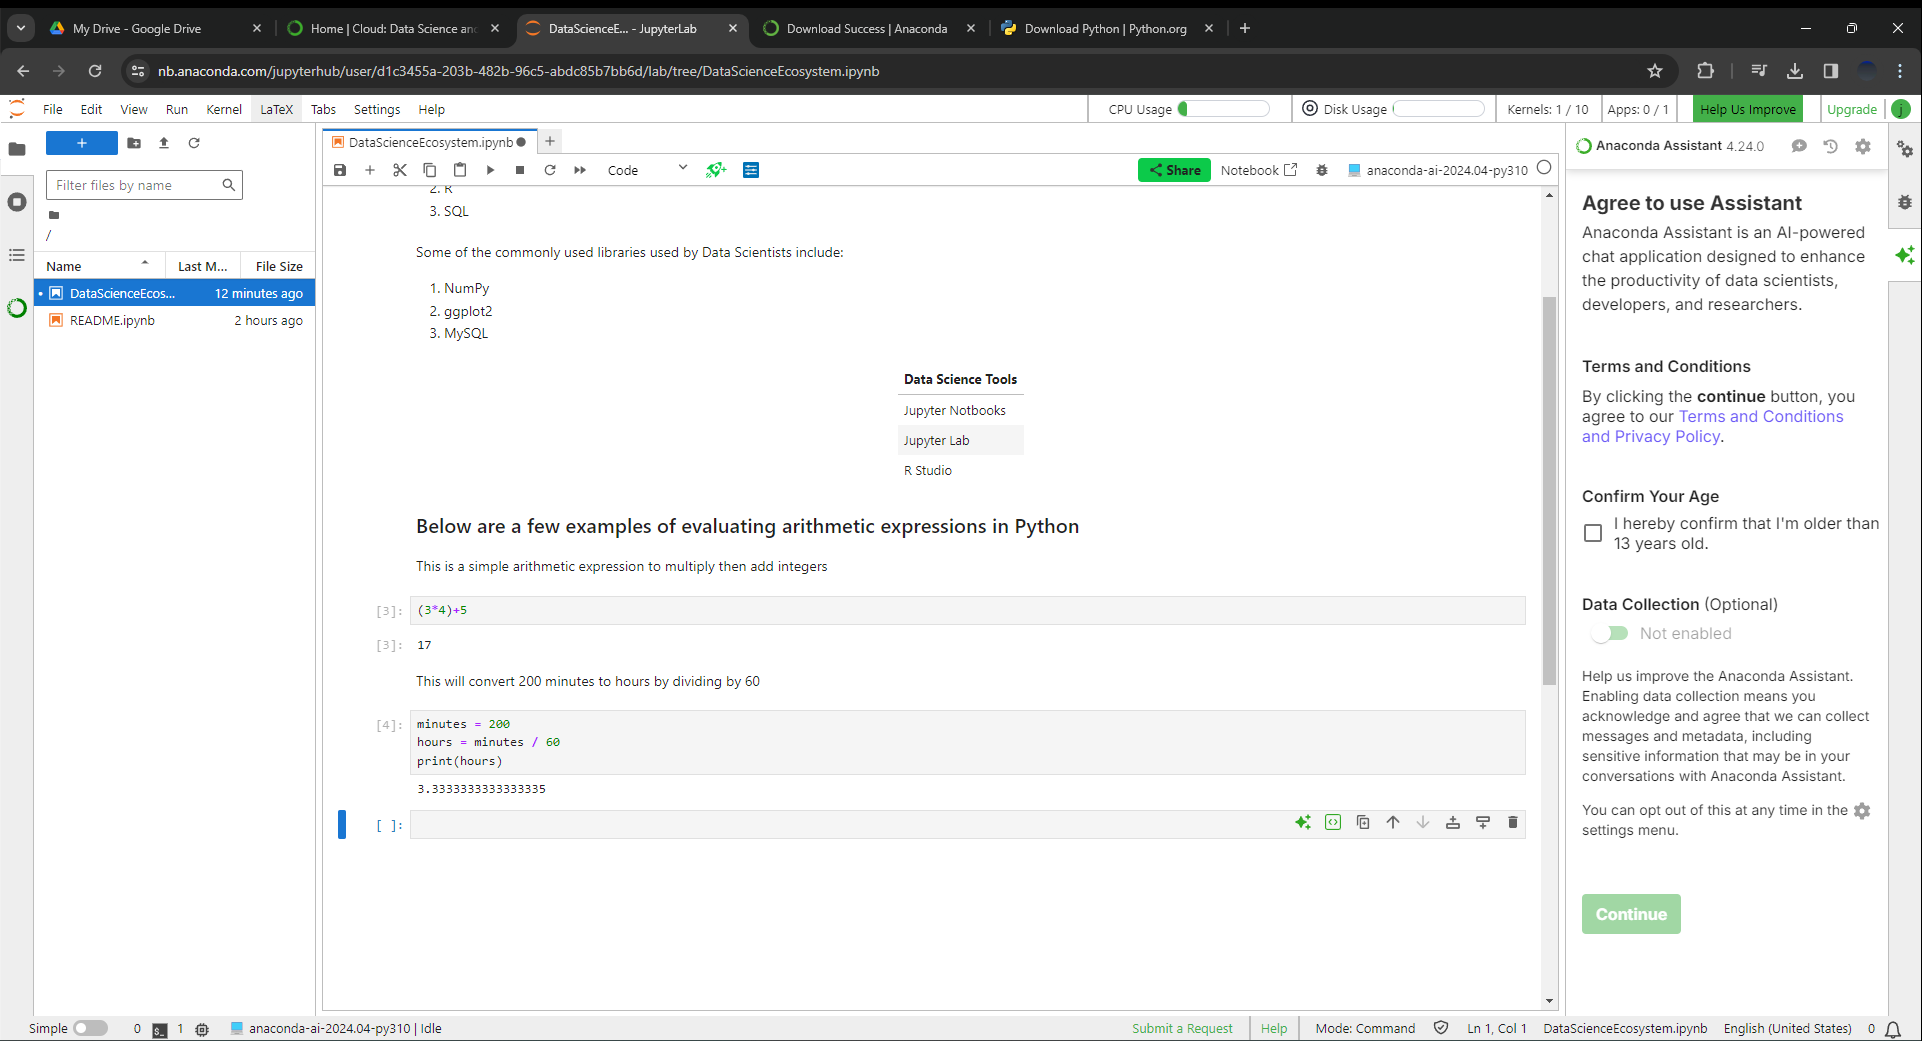 My Drive - Google Drive
Home | Cloud: Data Science and
DataScienceE... - JupyterLab
Download Success | Anaconda
Download Python | Python.org
nb.anaconda.com/jupyterhub/user/d1c3455a-203b-482b-96c5-abdc85b7bb6d/lab/tree/DataScienceEcosystem.ipynb
File Edit View Run Kernel LaTeX Tabs Settings Help
CPU Usage Disk Usage Kernels: 1 / 10 Apps: 0 / 1 Help Us Improve Upgrade j
Filter files by name
/
Name Last M... File Size
DataScienceEcos... 12 minutes ago
README.ipynb 2 hours ago
DataScienceEcosystem.ipynb
Code
Share Notebook anaconda-ai-2024.04-py310
2. R
3. SQL
Some of the commonly used libraries used by Data Scientists include:
1. NumPy
2. ggplot2
3. MySQL
Data Science Tools
Jupyter Notbooks
Jupyter Lab
R Studio
Below are a few examples of evaluating arithmetic expressions in Python
This is a simple arithmetic expression to multiply then add integers
[3]: (3*4)+5
[3]: 17
This will convert 200 minutes to hours by dividing by 60
[4]: minutes = 200
hours = minutes / 60
print(hours)
3.3333333333333335
[ ]:
Anaconda Assistant 4.24.0
Agree to use Assistant
Anaconda Assistant is an AI-powered
chat application designed to enhance
the productivity of data scientists,
developers, and researchers.
Terms and Conditions
By clicking the continue button, you
agree to our Terms and Conditions
and Privacy Policy.
Confirm Your Age
I hereby confirm that I'm older than
13 years old.
Data Collection (Optional)
Not enabled
Help us improve the Anaconda Assistant.
Enabling data collection means you
acknowledge and agree that we can collect
messages and metadata, including
sensitive information that may be in your
conversations with Anaconda Assistant.
You can opt out of this at any time in the
settings menu.
Continue
Simple 0 1 anaconda-ai-2024.04-py310 | Idle
Submit a Request Help Mode: Command Ln 1, Col 1 DataScienceEcosystem.ipynb English (United States) 0